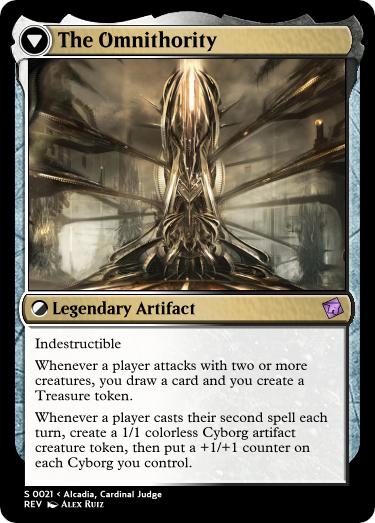 The Omnithority
Legendary Artifact
Indestructible
Whenever a player attacks with two or more
creatures, you draw a card and you create a
Treasure token.
Whenever a player casts their second spell each
turn, create a 1/1 colorless Cyborg artifact
creature token, then put a +1/+1 counter on
each Cyborg you control.
S 0021 < Alcadia, Cardinal Judge
REV Alex Ruiz